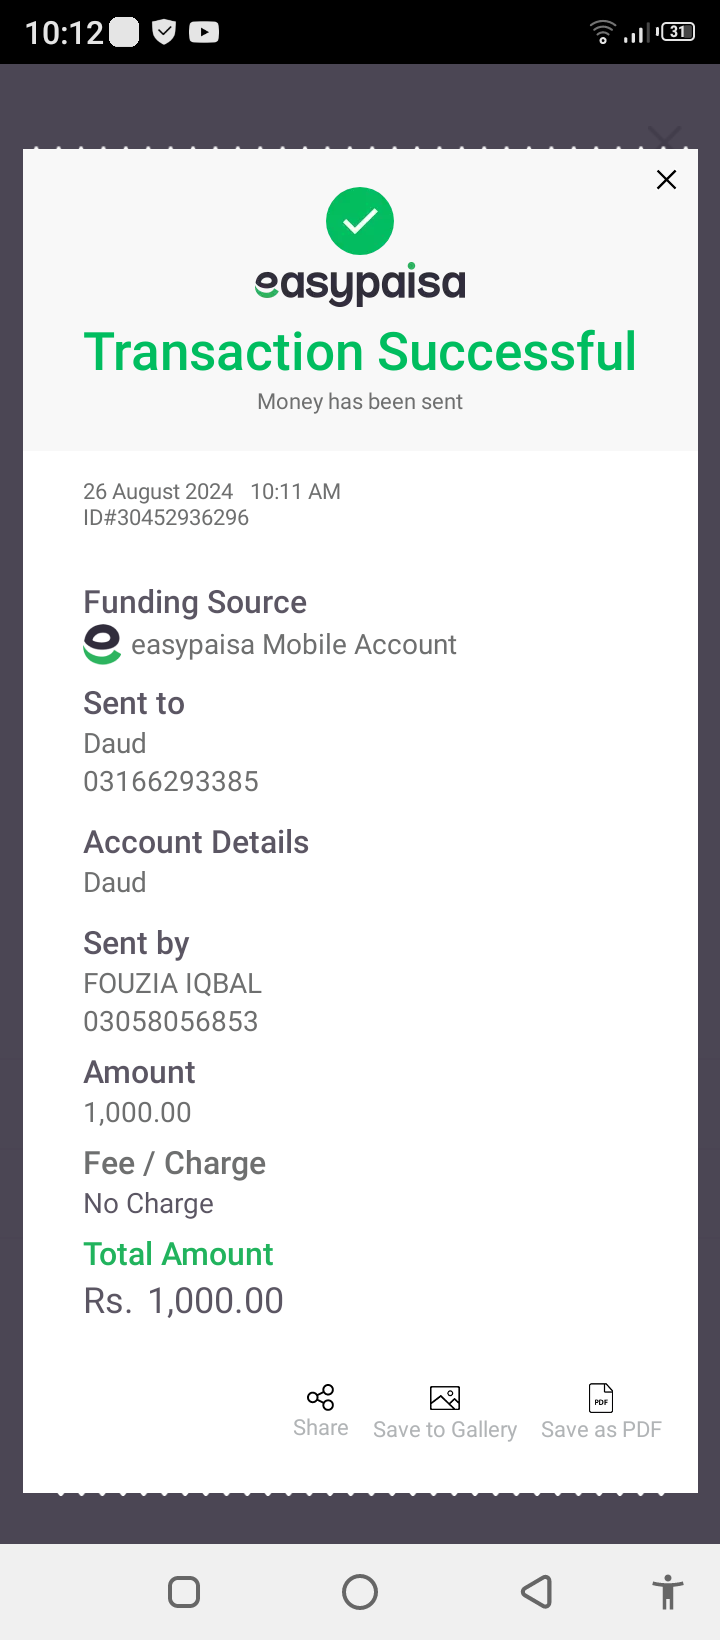 10:12
31
easypaisa
Transaction Successful
Money has been sent
26 August 2024 10:11 AM
ID#30452936296
Funding Source
easypaisa Mobile Account
Sent to
Daud
03166293385
Account Details
Daud
Sent by
FOUZIA IQBAL
03058056853
Amount
1,000.00
Fee / Charge
No Charge
Total Amount
Rs. 1,000.00
PDF
Share Save to Gallery Save as PDF